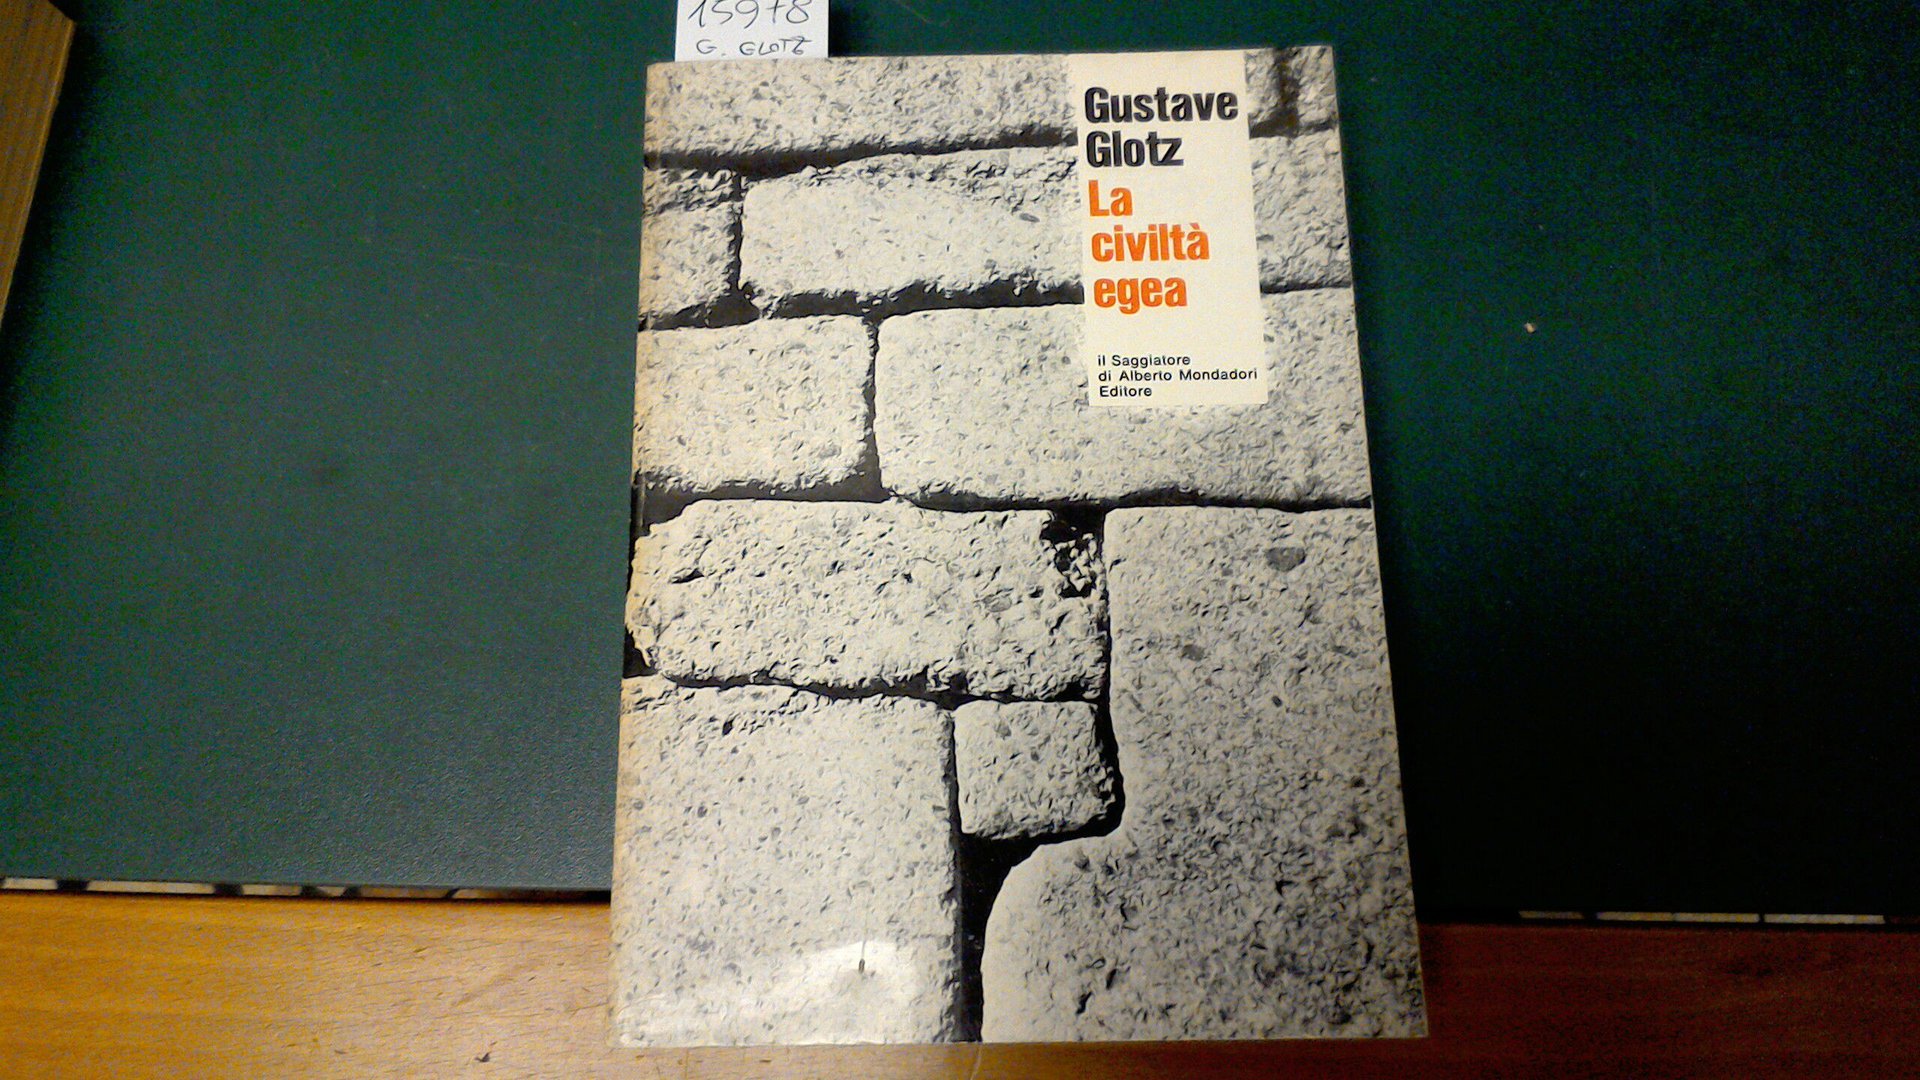 15978
G. GLOTZ
Gustave
Glotz
La
civiltà
egea
il Saggiatore
di Alberto Mondadori
Editore